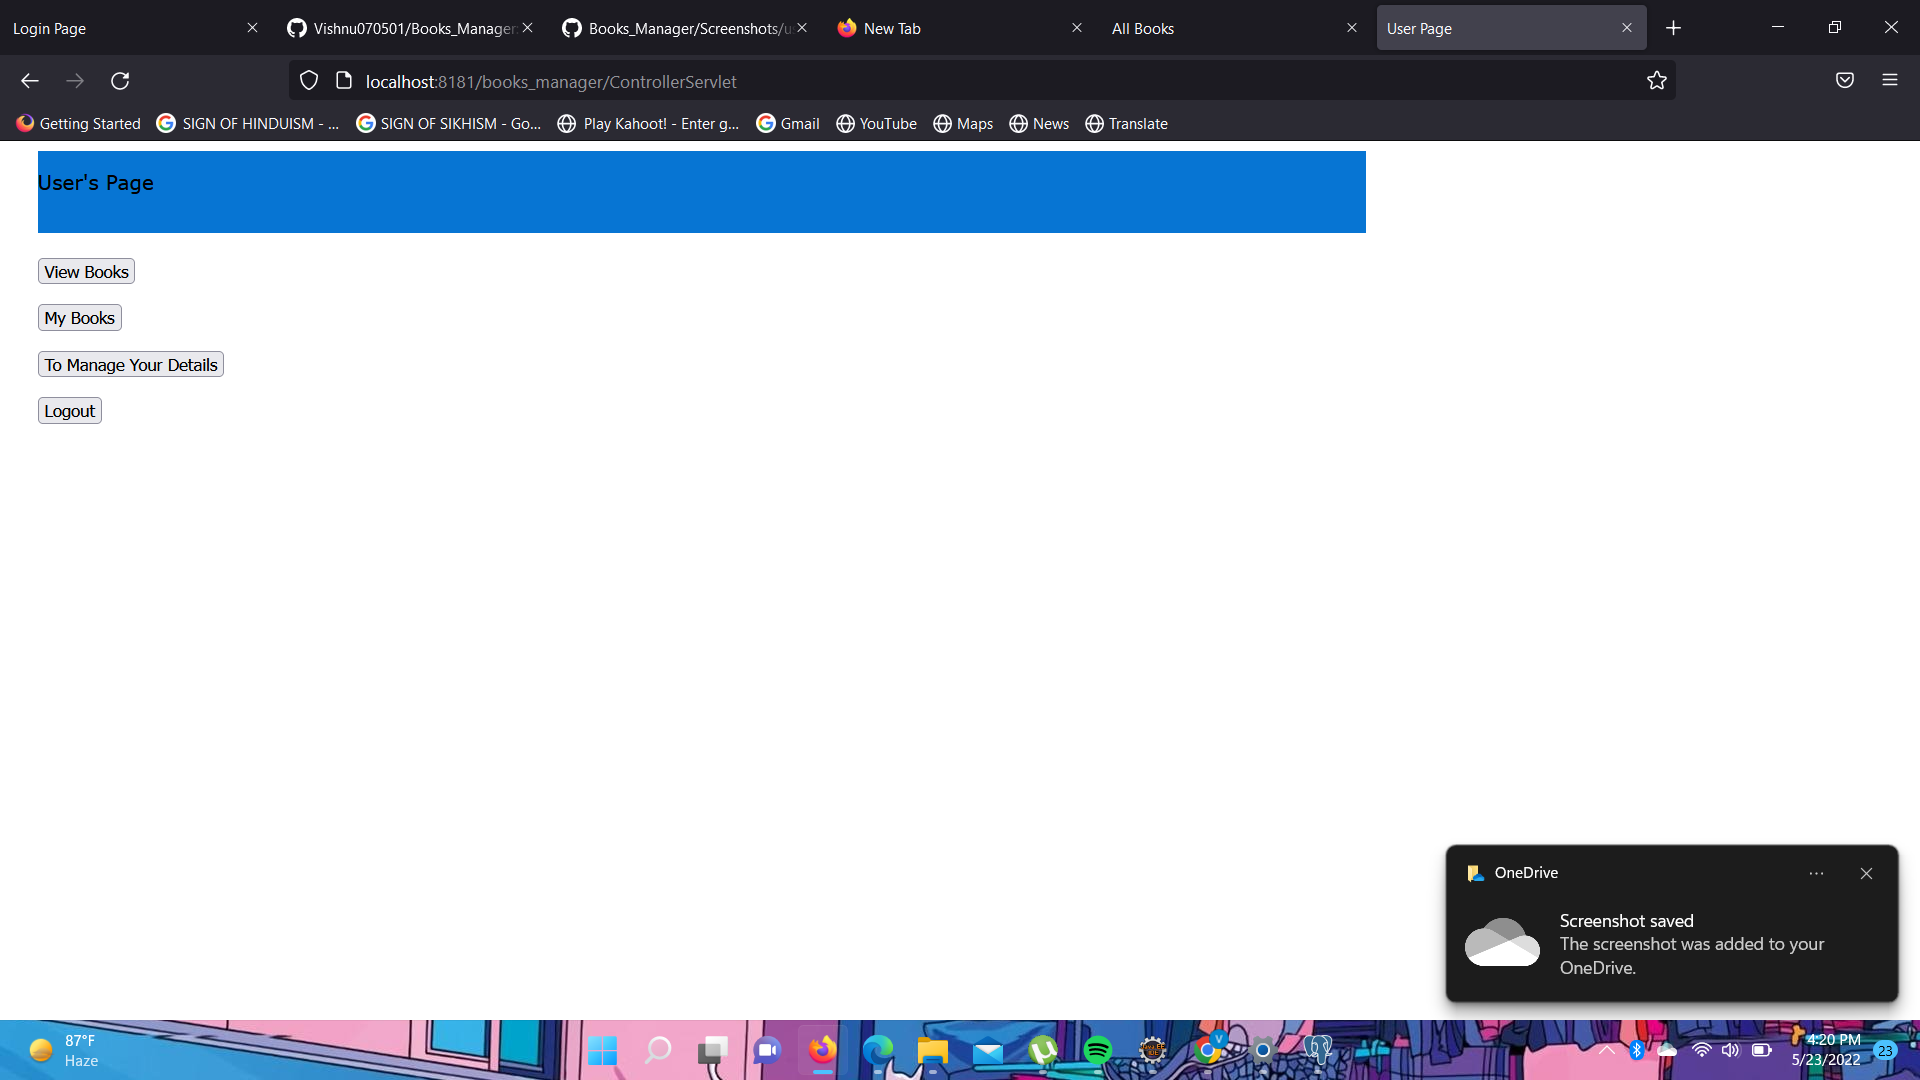 Login Page
Vishnu070501/Books_Manager:
Books_Manager/Screenshots/us
New Tab
All Books
User Page
localhost:8181/books_manager/ControllerServlet
Getting Started
SIGN OF HINDUISM - ...
SIGN OF SIKHISM - Go...
Play Kahoot! - Enter g...
Gmail
YouTube
Maps
News
Translate
User's Page
View Books
My Books
To Manage Your Details
Logout
OneDrive
Screenshot saved
The screenshot was added to your
OneDrive.
87°F
Haze
V
4:20 PM
5/23/2022
23